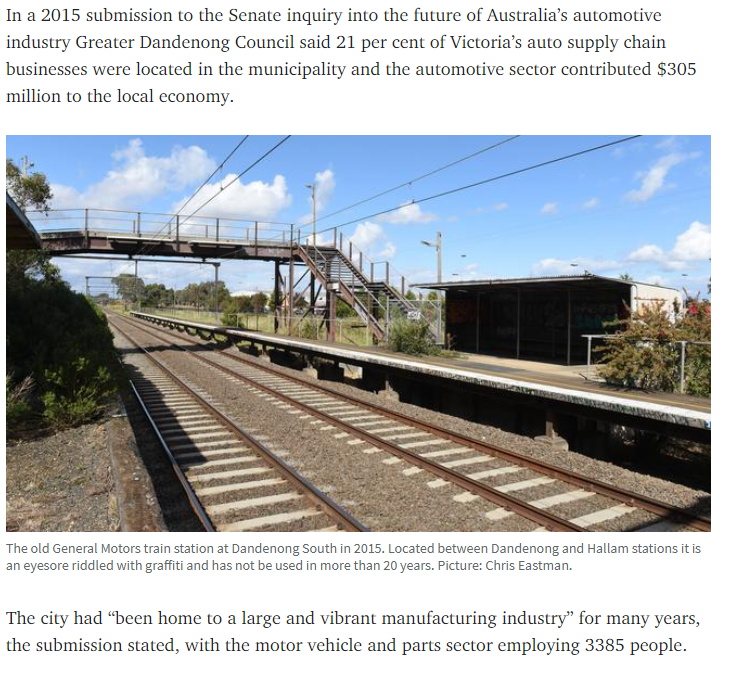 In a 2015 submission to the Senate inquiry into the future of Australia’s automotive
industry Greater Dandenong Council said 21 per cent of Victoria’s auto supply chain
businesses were located in the municipality and the automotive sector contributed $305
million to the local economy.
The old General Motors train station at Dandenong South in 2015. Located between Dandenong and Hallam stations it is
an eyesore riddled with graffiti and has not be used in more than 20 years. Picture: Chris Eastman.
The city had “been home to a large and vibrant manufacturing industry” for many years,
the submission stated, with the motor vehicle and parts sector employing 3385 people.